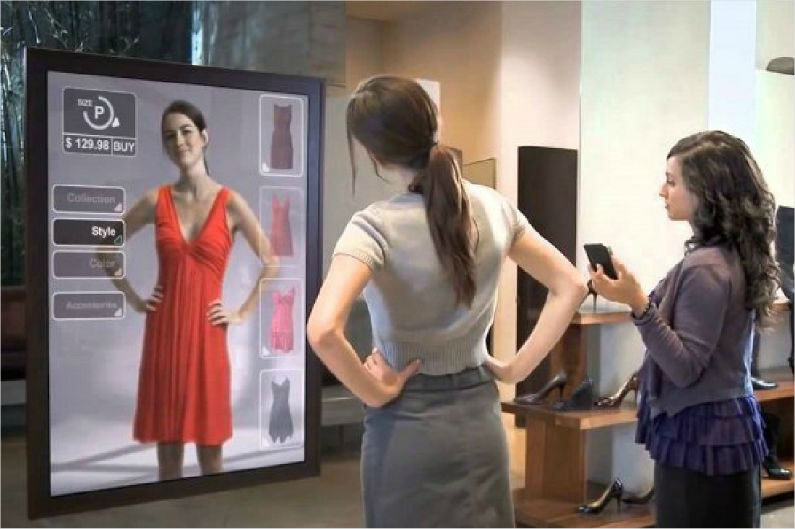 SIZE
P
$ 129.98 BUY
Collection
Style
Color
Accessories